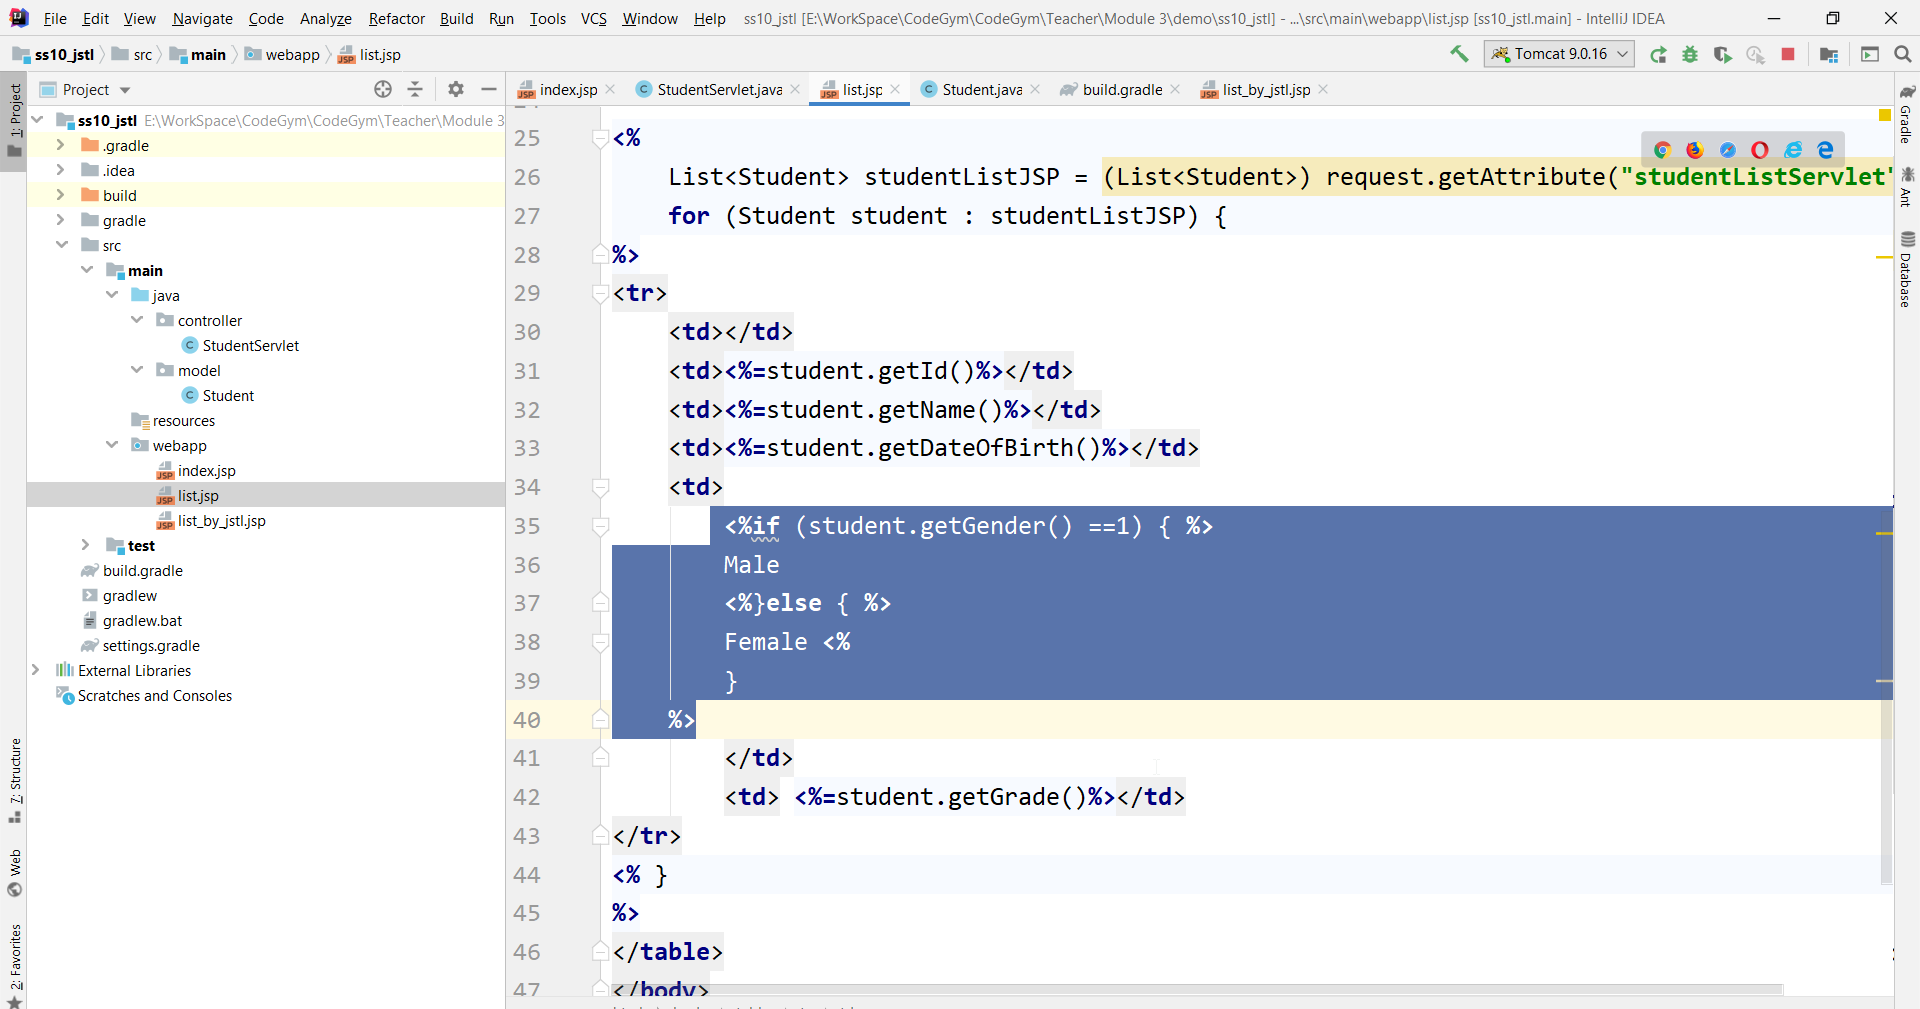 File Edit View Navigate Code Analyze Refactor Build Run Tools VCS Window Help ss10_jstl [E:\WorkSpace\CodeGym\CodeGym\Teacher\Module 3\demo\ss10_jstl] - ...\src\main\webapp\list.jsp [ss10_jstl.main] - IntelliJ IDEA
ss10_jstl src main webapp list.jsp Tomcat 9.0.16
Project index.jsp StudentServlet.java list.jsp Student.java build.gradle list_by_jstl.jsp
1: Project
7: Structure
Web
2: Favorites
ss10_jstl E:\WorkSpace\CodeGym\CodeGym\Teacher\Module 3
.gradle
.idea
build
gradle
src
main
java
controller
StudentServlet
model
Student
resources
webapp
index.jsp
list.jsp
list_by_jstl.jsp
test
build.gradle
gradlew
gradlew.bat
settings.gradle
External Libraries
Scratches and Consoles
25 <%
26 List<Student> studentListJSP = (List<Student>) request.getAttribute("studentListServlet"
27 for (Student student : studentListJSP) {
28 %>
29 <tr>
30 <td></td>
31 <td><%=student.getId()%></td>
32 <td><%=student.getName()%></td>
33 <td><%=student.getDateOfBirth()%></td>
34 <td>
35 <%if (student.getGender() ==1) { %>
36 Male
37 <%}else { %>
38 Female <%
39 }
40 %>
41 </td>
42 <td> <%=student.getGrade()%></td>
43 </tr>
44 <% }
45 %>
46 </table>
47 </body>
Gradle
Ant
Database